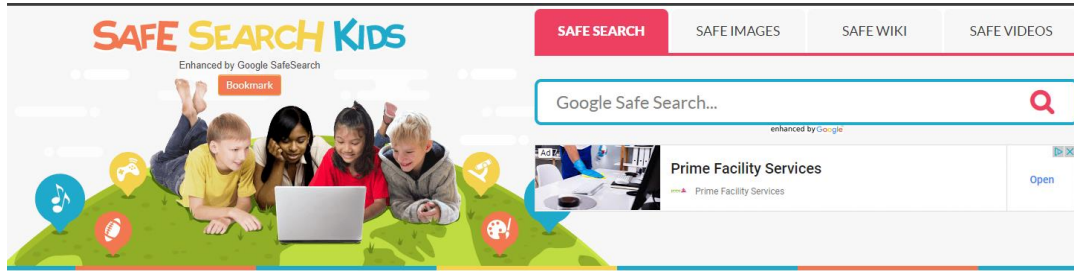 SAFE SEARCH KIDS
Enhanced by Google SafeSearch
Bookmark
SAFE SEARCH
SAFE IMAGES
SAFE WIKI
SAFE VIDEOS
Google Safe Search...
enhanced by Google
Ad
Prime Facility Services
Prime Facility Services
Open